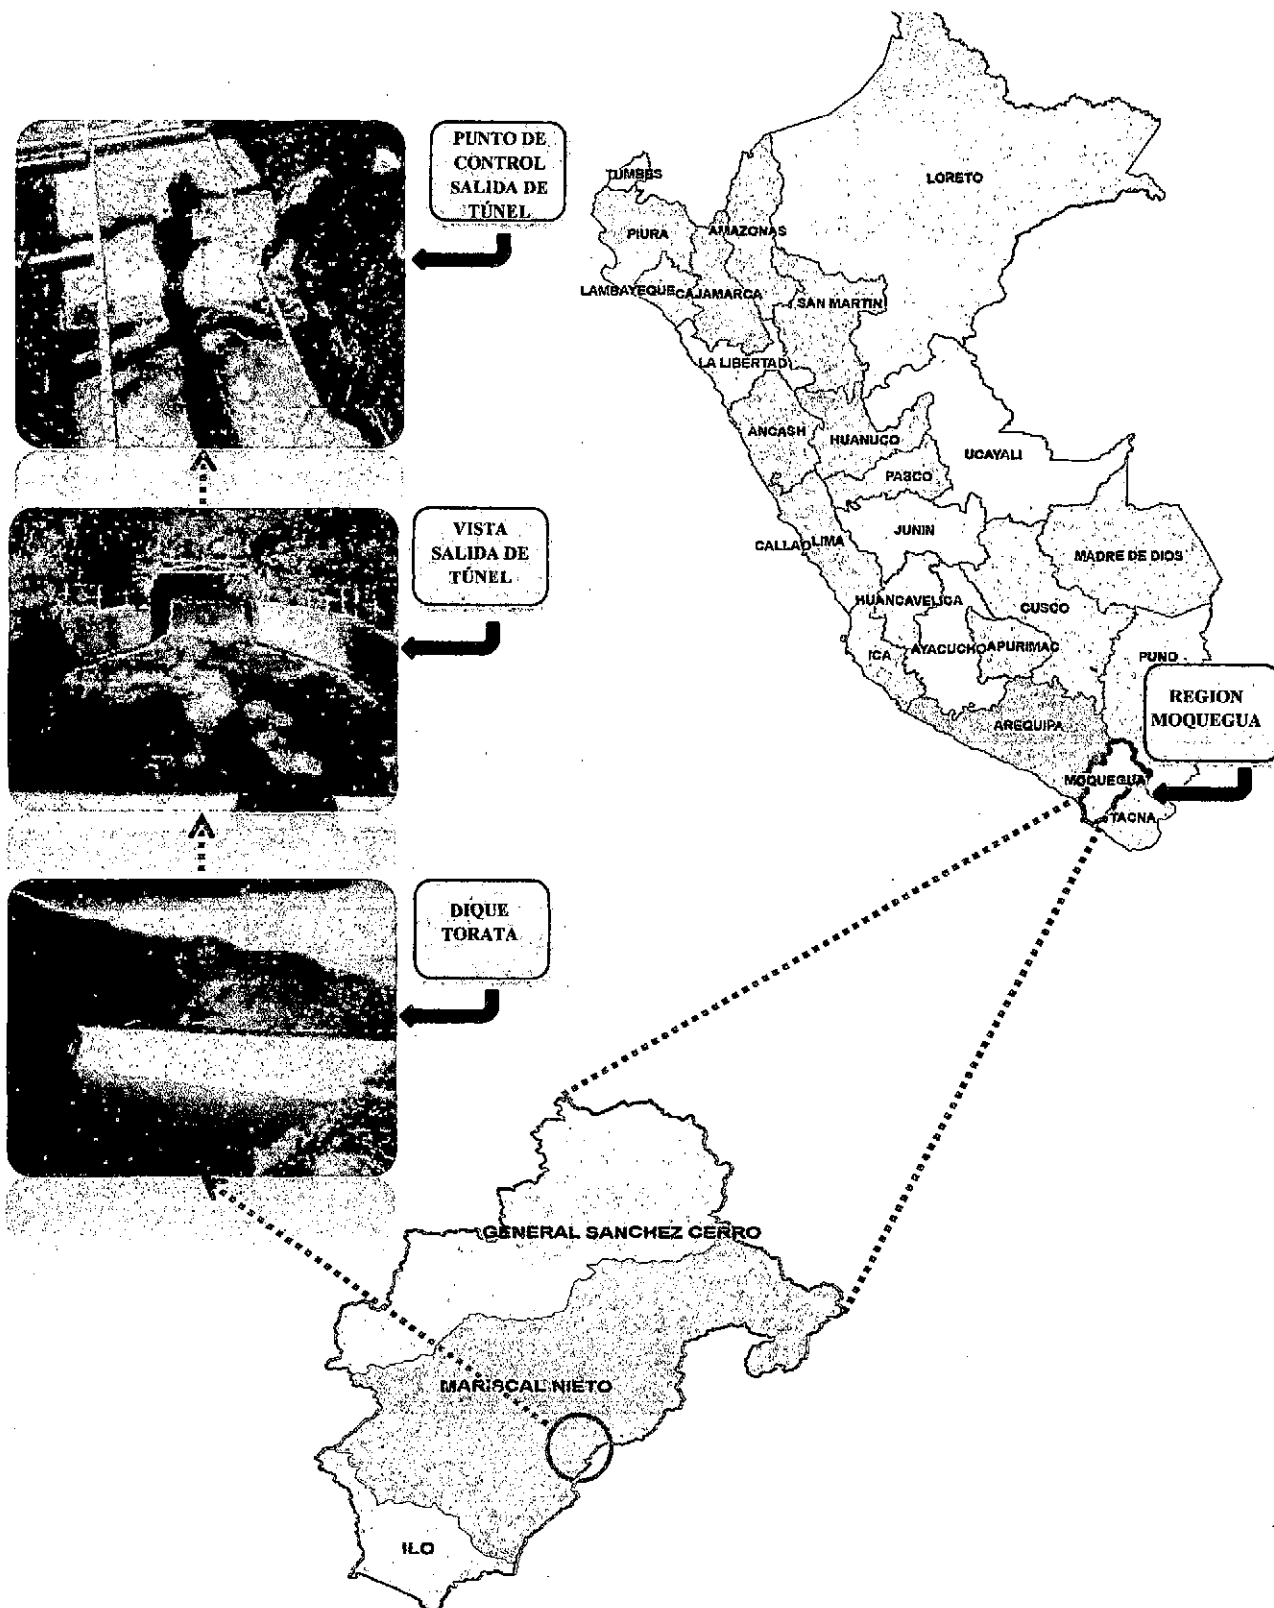 PUNTO DE
CONTROL
SALIDA DE
TÚNEL
VISTA
SALIDA DE
TÚNEL
DIQUE
TORATA
TUMBES
PIURA
LAMBAYEQUE
CAJAMARCA
AMAZONAS
LORETO
SAN MARTIN
LA LIBERTAD
ANCASH
HUANUCO
UCAYALI
PASCO
JUNIN
CALLAO
LIMA
MADRE DE DIOS
HUANCAVELICA
CUSCO
ICA
AYACUCHO
APURIMAC
PUNO
AREQUIPA
REGION
MOQUEGUA
MOQUEGUA
TACNA
GENERAL SANCHEZ CERRO
MARISCAL NIETO
ILO